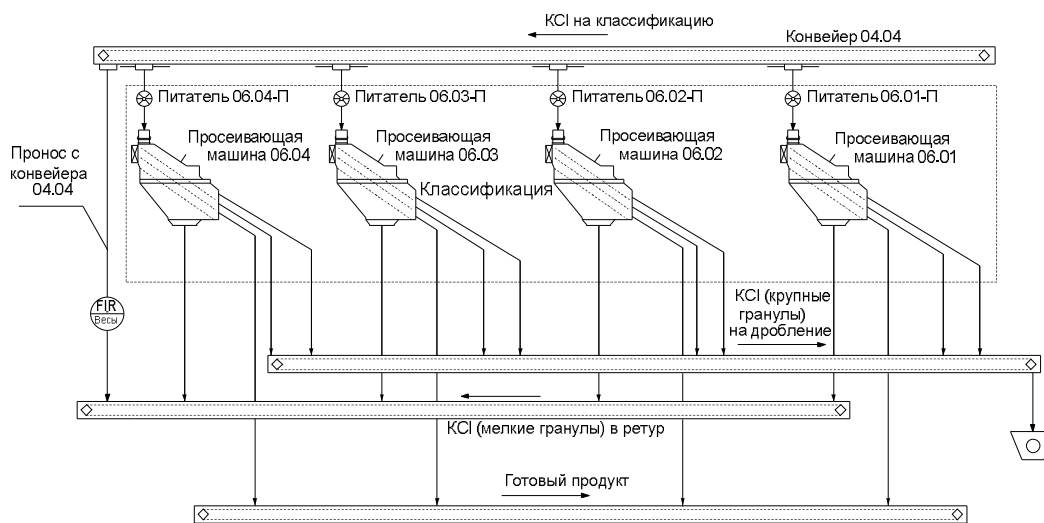 KCl на классификацию
Конвейер 04.04
Питатель 06.04-П
Питатель 06.03-П
Питатель 06.02-П
Питатель 06.01-П
Просеивающая
машина 06.04
Просеивающая
машина 06.03
Просеивающая
машина 06.02
Просеивающая
машина 06.01
Пронос с
конвейера
04.04
Классификация
FIR
Весы
KCl (крупные
гранулы)
на дробление
KCl (мелкие гранулы) в ретур
Готовый продукт